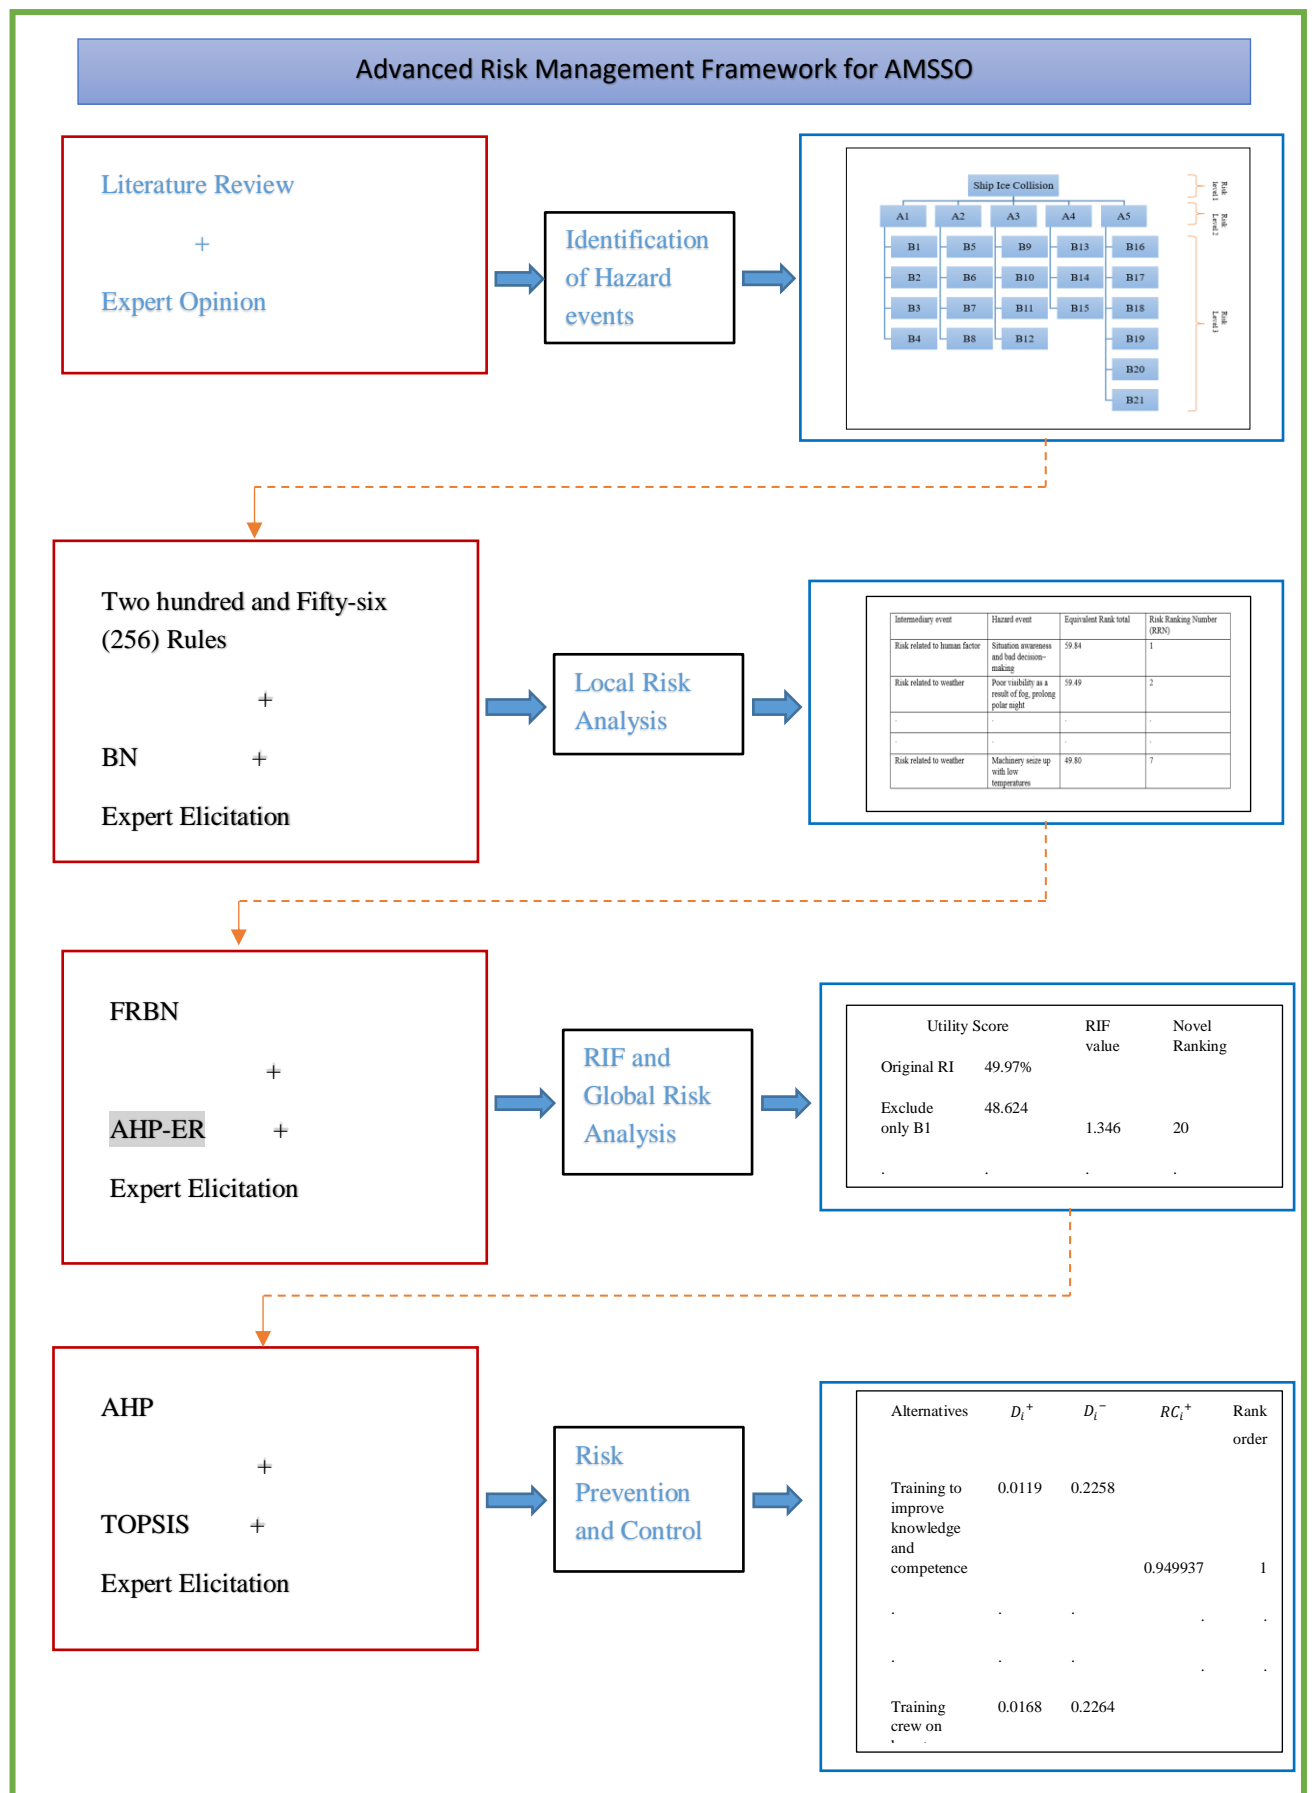 Advanced Risk Management Framework for AMSSO
Literature Review
+
Expert Opinion
Identification
of Hazard
events
Ship Ice Collision
A1 A2 A3 A4 A5
B1 B5 B9 B13 B16
B2 B6 B10 B14 B17
B3 B7 B11 B15 B18
B4 B8 B12 B19
B20
B21
Risk
level 1
Risk
Level 2
Risk
Level 3
Two hundred and Fifty-six
(256) Rules
+
BN +
Expert Elicitation
Local Risk
Analysis
Intermediary event Hazard event Equivalent Rank total Risk Ranking Number
(RRN)
Risk related to human factor Situation awareness 59.84 1
and bad decision–
making
Risk related to weather Poor visibility as a 59.49 2
result of fog, prolong
polar night
. . . .
. . . .
Risk related to weather Machinery seize up 49.80 7
with low
temperatures
FRBN
+
AHP-ER +
Expert Elicitation
RIF and
Global Risk
Analysis
Utility Score RIF Novel
value Ranking
Original RI 49.97%
Exclude 48.624
only B1 1.346 20
. . . .
AHP
+
TOPSIS +
Expert Elicitation
Risk
Prevention
and Control
Alternatives Dᵢ⁺ Dᵢ⁻ RCᵢ⁺ Rank
order
Training to 0.0119 0.2258
improve
knowledge
and
competence 0.949937 1
. . . . .
. . . . .
Training 0.0168 0.2264
crew on